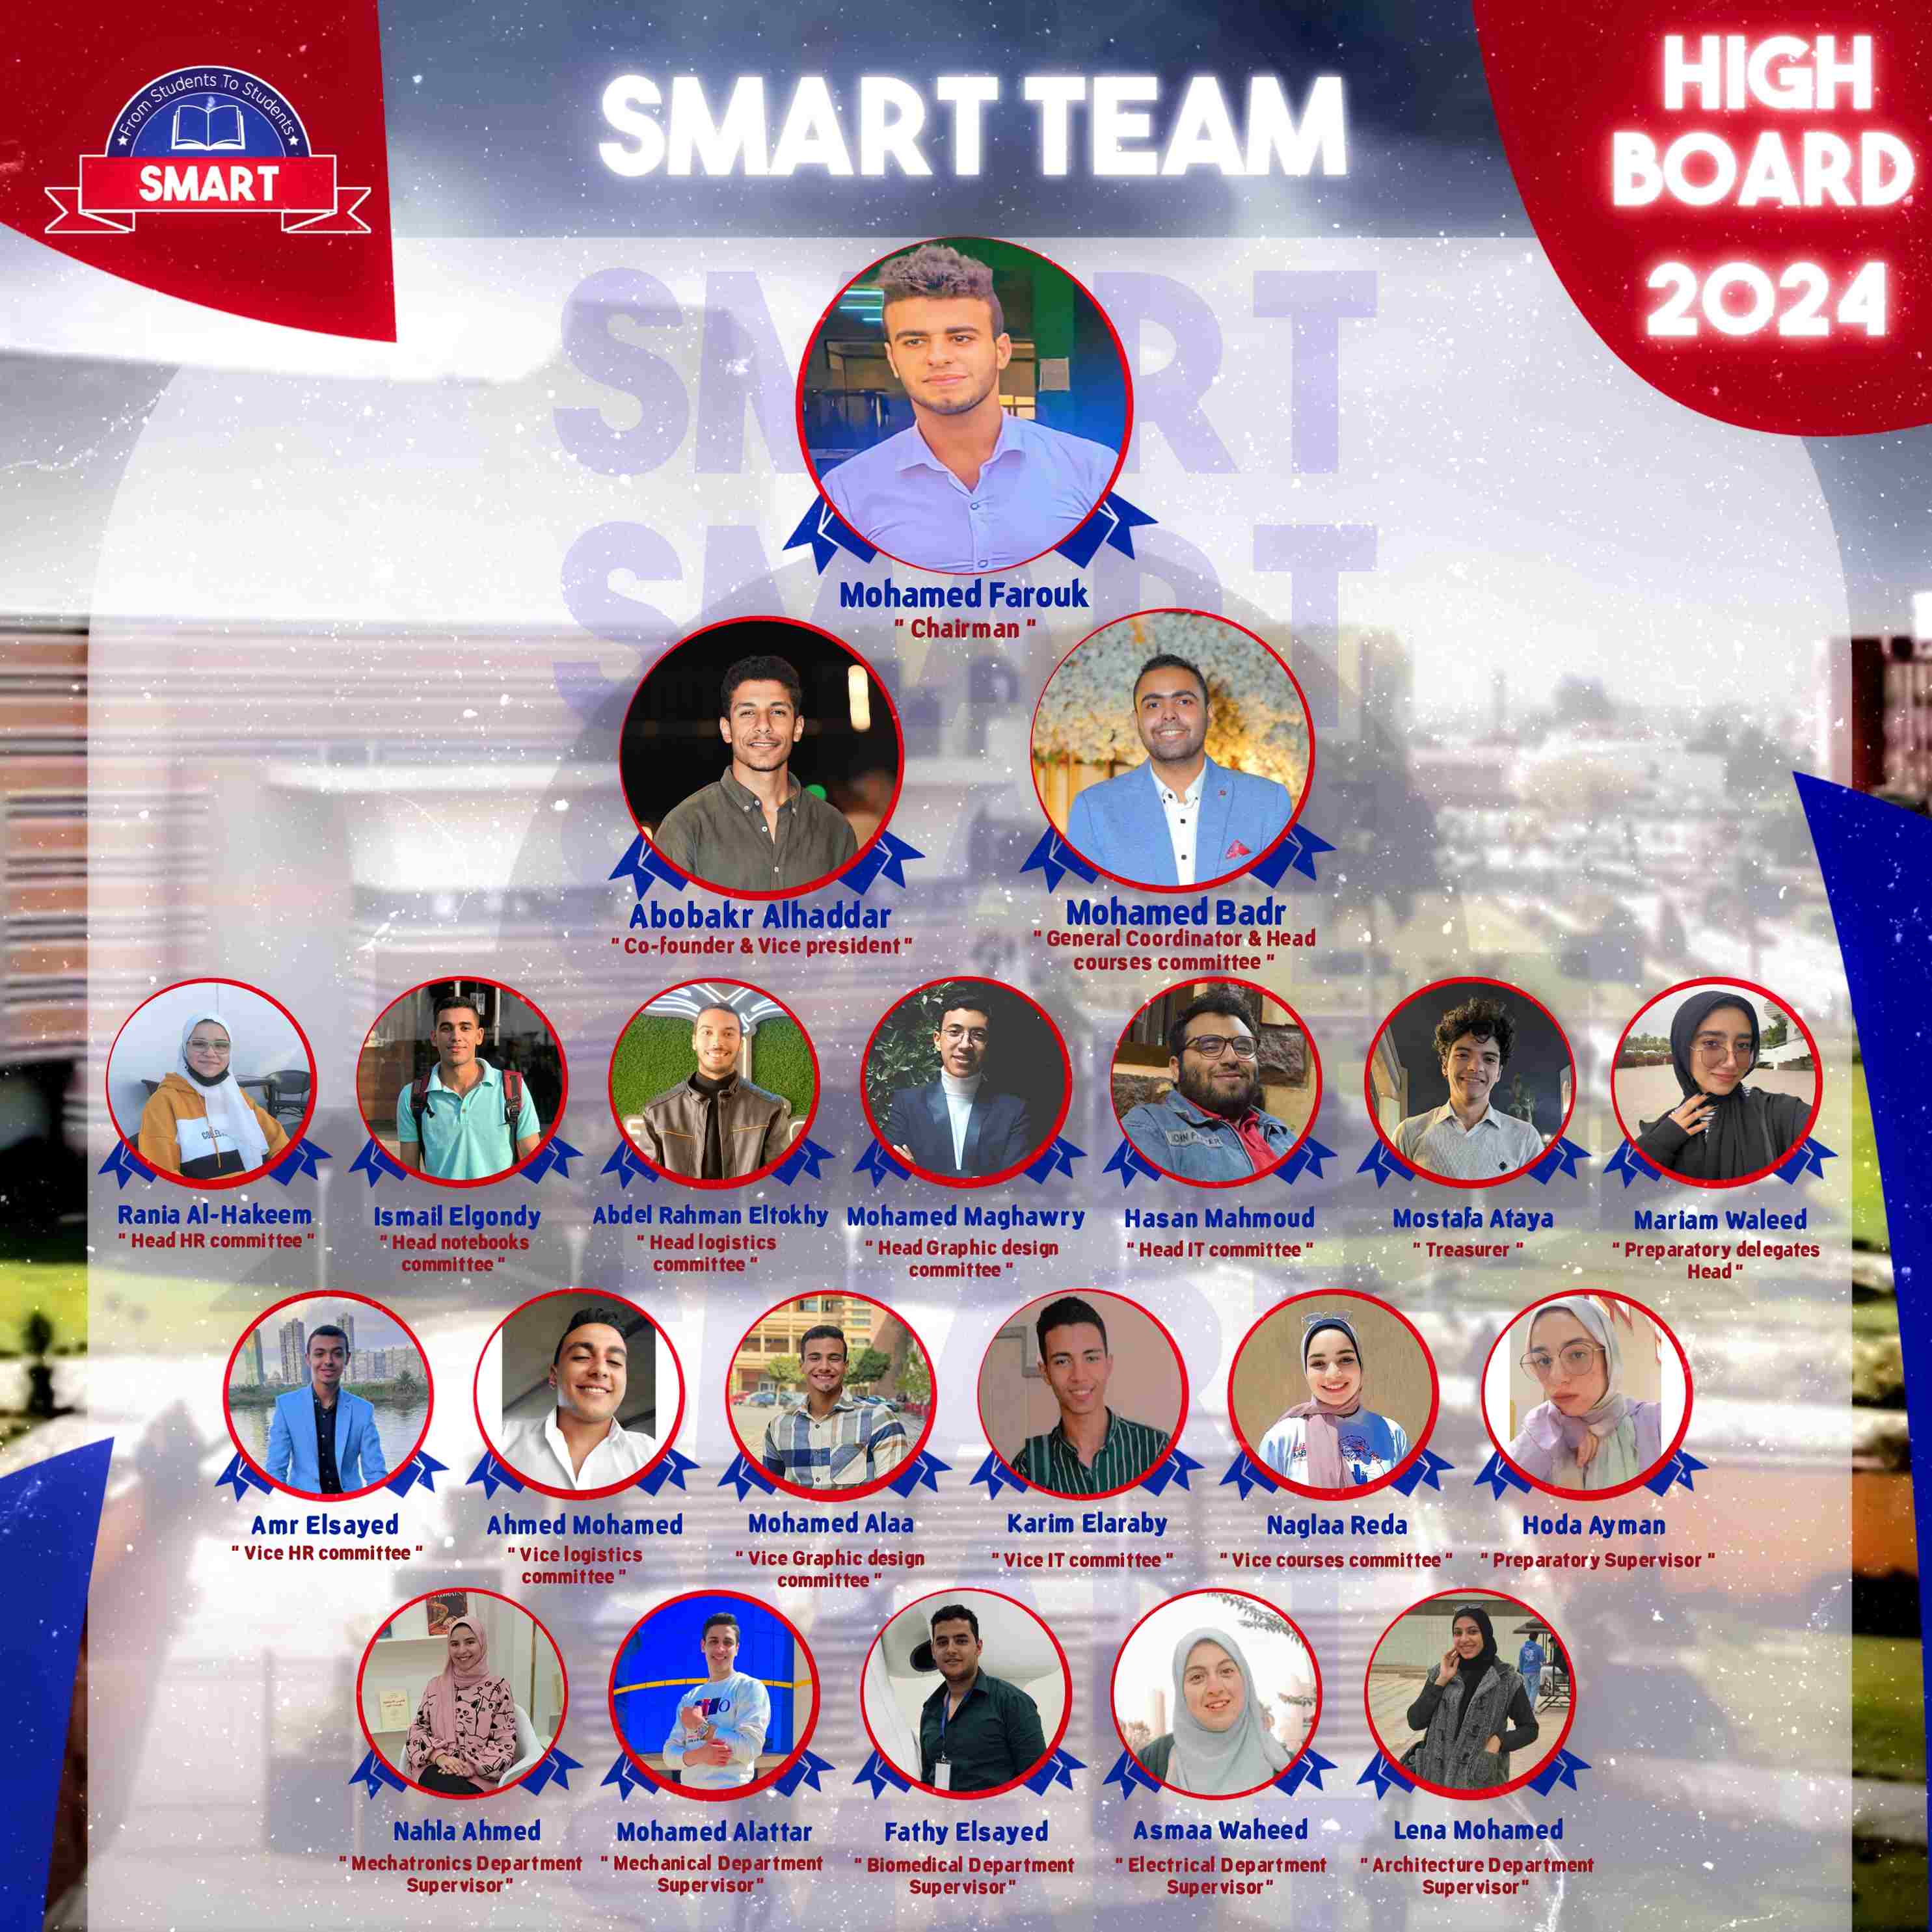 From Students To Students
SMART
SMART TEAM
HIGH
BOARD
2024
SMART
SMART
Mohamed Farouk
" Chairman "
Abobakr Alhaddar
" Co-founder & Vice president "
Mohamed Badr
" General Coordinator & Head
courses committee "
Rania Al-Hakeem
" Head HR committee "
Ismail Elgondy
" Head notebooks
committee "
Abdel Rahman Eltokhy
" Head logistics
committee "
Mohamed Maghawry
" Head Graphic design
committee "
Hasan Mahmoud
" Head IT committee "
Mostafa Ataya
" Treasurer "
Mariam Waleed
" Preparatory delegates
Head "
Amr Elsayed
" Vice HR committee "
Ahmed Mohamed
" Vice logistics
committee "
Mohamed Alaa
" Vice Graphic design
committee "
Karim Elaraby
" Vice IT committee "
Naglaa Reda
" Vice courses committee "
Hoda Ayman
" Preparatory Supervisor "
Nahla Ahmed
" Mechatronics Department
Supervisor"
Mohamed Alattar
" Mechanical Department
Supervisor"
Fathy Elsayed
" Biomedical Department
Supervisor"
Asmaa Waheed
" Electrical Department
Supervisor"
Lena Mohamed
" Architecture Department
Supervisor"